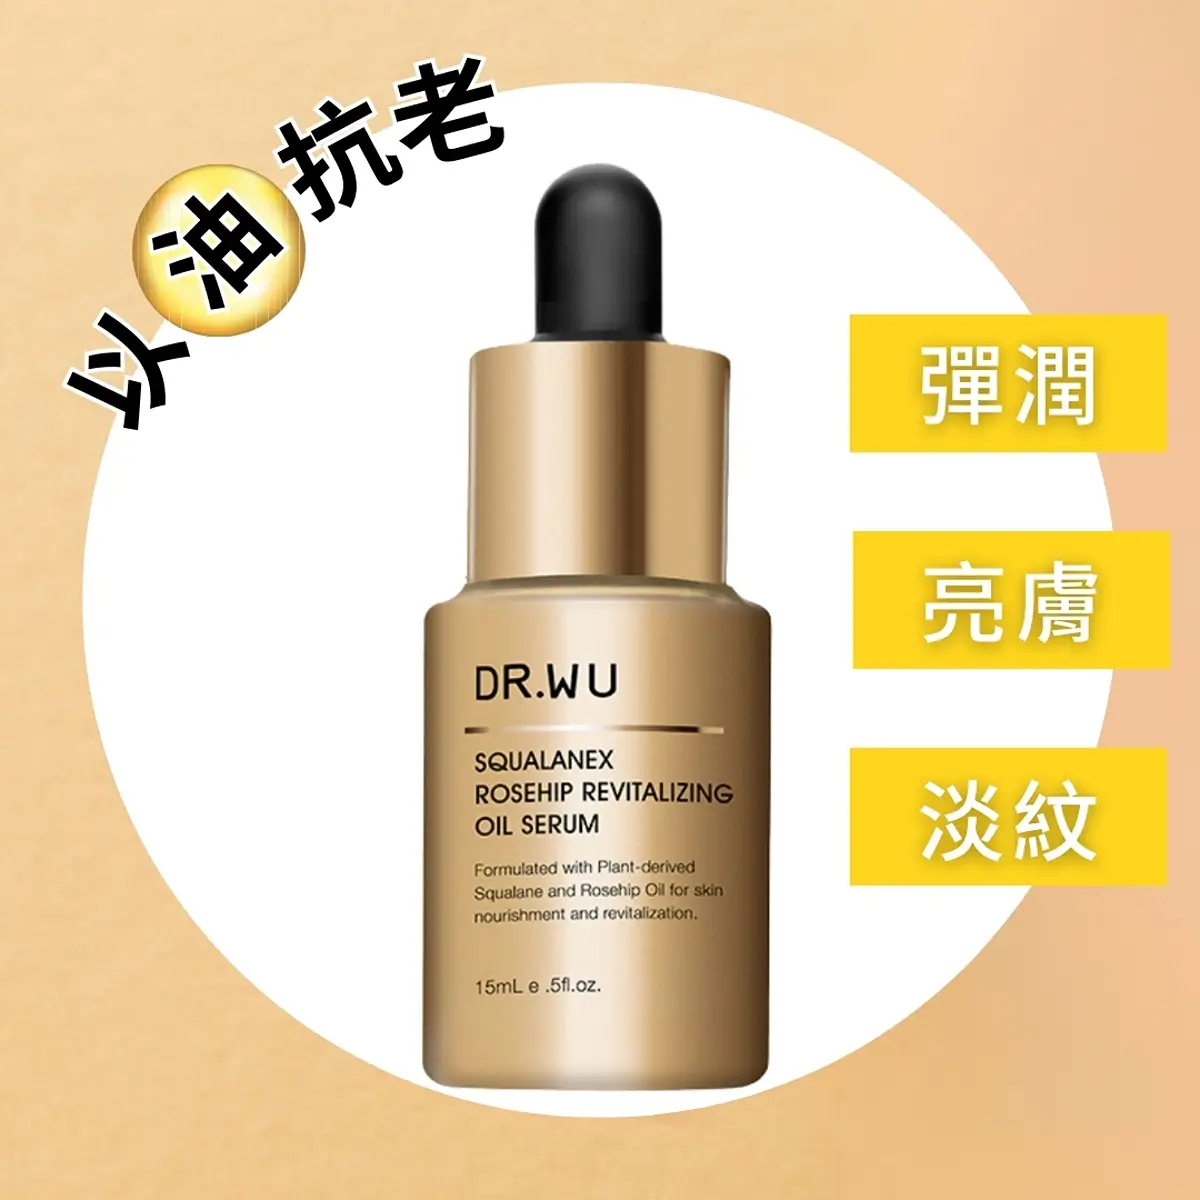 以油抗老
彈潤
亮膚
淡紋
DR.WU
SQUALANEX
ROSEHIP REVITALIZING
OIL SERUM
Formulated with Plant-derived
Squalane and Rosehip Oil for skin
nourishment and revitalization.
15mL e .5fl.oz.